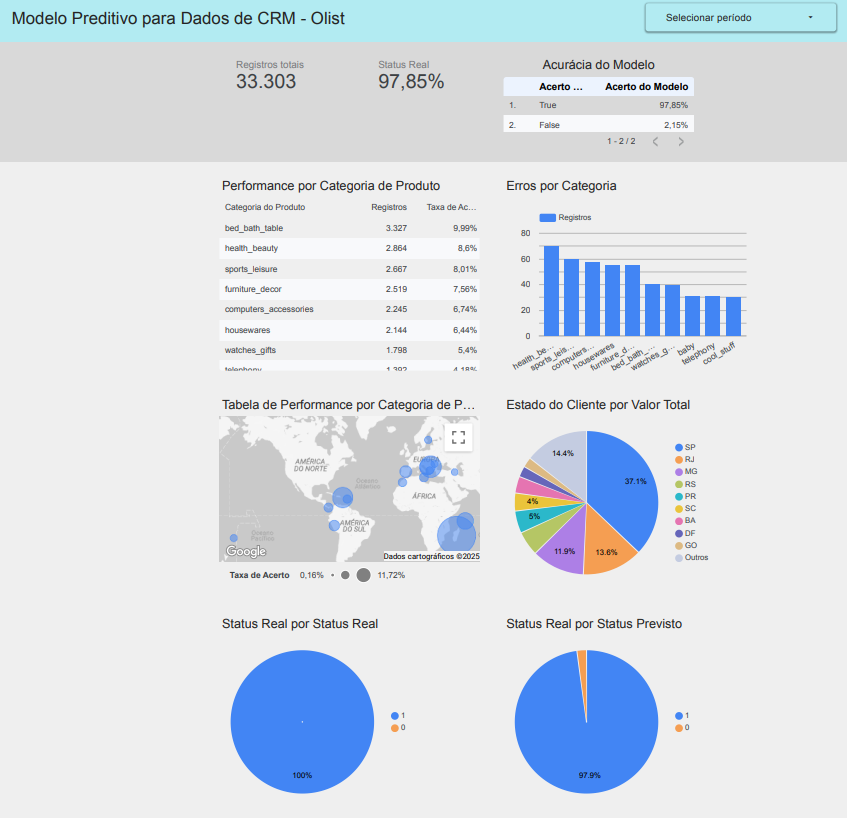 Modelo Preditivo para Dados de CRM - Olist
Selecionar período
Registros totais
33.303
Status Real
97,85%
Acurácia do Modelo
Acerto … Acerto do Modelo
1. True 97,85%
2. False 2,15%
1 - 2 / 2
Performance por Categoria de Produto
Categoria do Produto Registros Taxa de Ac…
bed_bath_table 3.327 9,99%
health_beauty 2.864 8,6%
sports_leisure 2.667 8,01%
furniture_decor 2.519 7,56%
computers_accessories 2.245 6,74%
housewares 2.144 6,44%
watches_gifts 1.798 5,4%
telephony 1.392 4,18%
Erros por Categoria
Registros
80
60
40
20
0
health_be…
sports_leis…
computers…
housewares
furniture_d…
bed_bath_…
watches_g…
baby
telephony
cool_stuff
Tabela de Performance por Categoria de P…
AMÉRICA
DO NORTE
Oceano
Atlântico
ÁFRICA
AMÉRICA
DO SUL
Oceano
Pacífico
Google
Dados cartográficos ©2025
Taxa de Acerto 0,16% 11,72%
Estado do Cliente por Valor Total
14.4%
37.1%
4%
5%
11.9%
13.6%
SP
RJ
MG
RS
PR
SC
BA
DF
GO
Outros
Status Real por Status Real
100%
1
0
Status Real por Status Previsto
97.9%
1
0